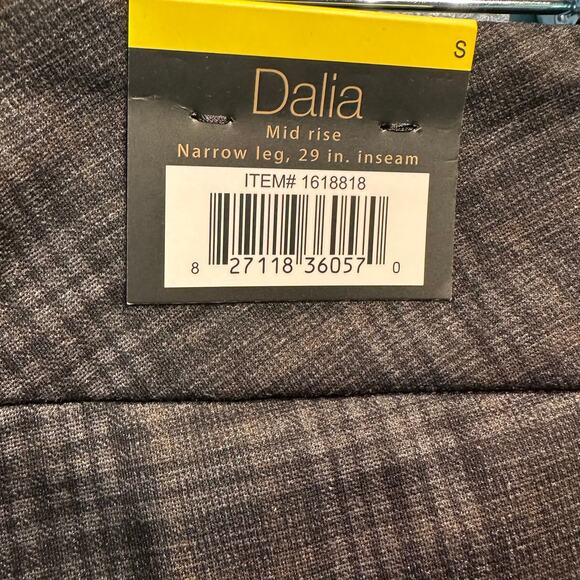 S
Dalia
Mid rise
Narrow leg, 29 in. inseam
ITEM# 1618818
8 27118 36057 0